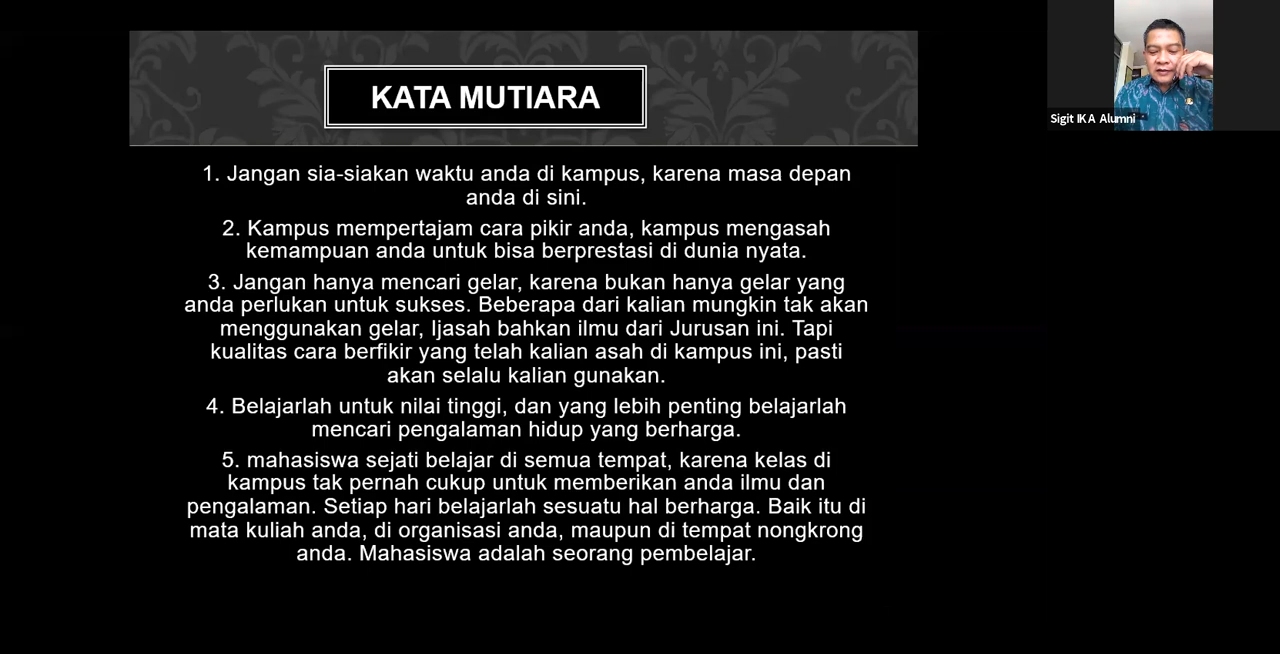 KATA MUTIARA
1. Jangan sia-siakan waktu anda di kampus, karena masa depan
anda di sini.
2. Kampus mempertajam cara pikir anda, kampus mengasah
kemampuan anda untuk bisa berprestasi di dunia nyata.
3. Jangan hanya mencari gelar, karena bukan hanya gelar yang
anda perlukan untuk sukses. Beberapa dari kalian mungkin tak akan
menggunakan gelar, Ijasah bahkan ilmu dari Jurusan ini. Tapi
kualitas cara berfikir yang telah kalian asah di kampus ini, pasti
akan selalu kalian gunakan.
4. Belajarlah untuk nilai tinggi, dan yang lebih penting belajarlah
mencari pengalaman hidup yang berharga.
5. mahasiswa sejati belajar di semua tempat, karena kelas di
kampus tak pernah cukup untuk memberikan anda ilmu dan
pengalaman. Setiap hari belajarlah sesuatu hal berharga. Baik itu di
mata kuliah anda, di organisasi anda, maupun di tempat nongkrong
anda. Mahasiswa adalah seorang pembelajar.
Sigit IKA Alumni